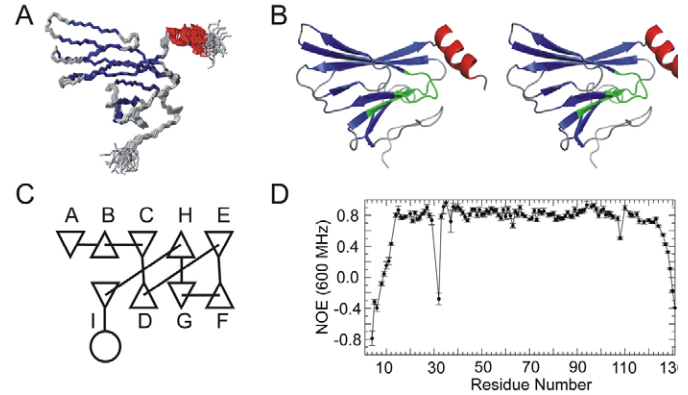 A
B
C
A B C H E
I D G F
D
NOE (600 MHz)
0.8
0.4
0.0
-0.4
-0.8
10 30 50 70 90 110 130
Residue Number